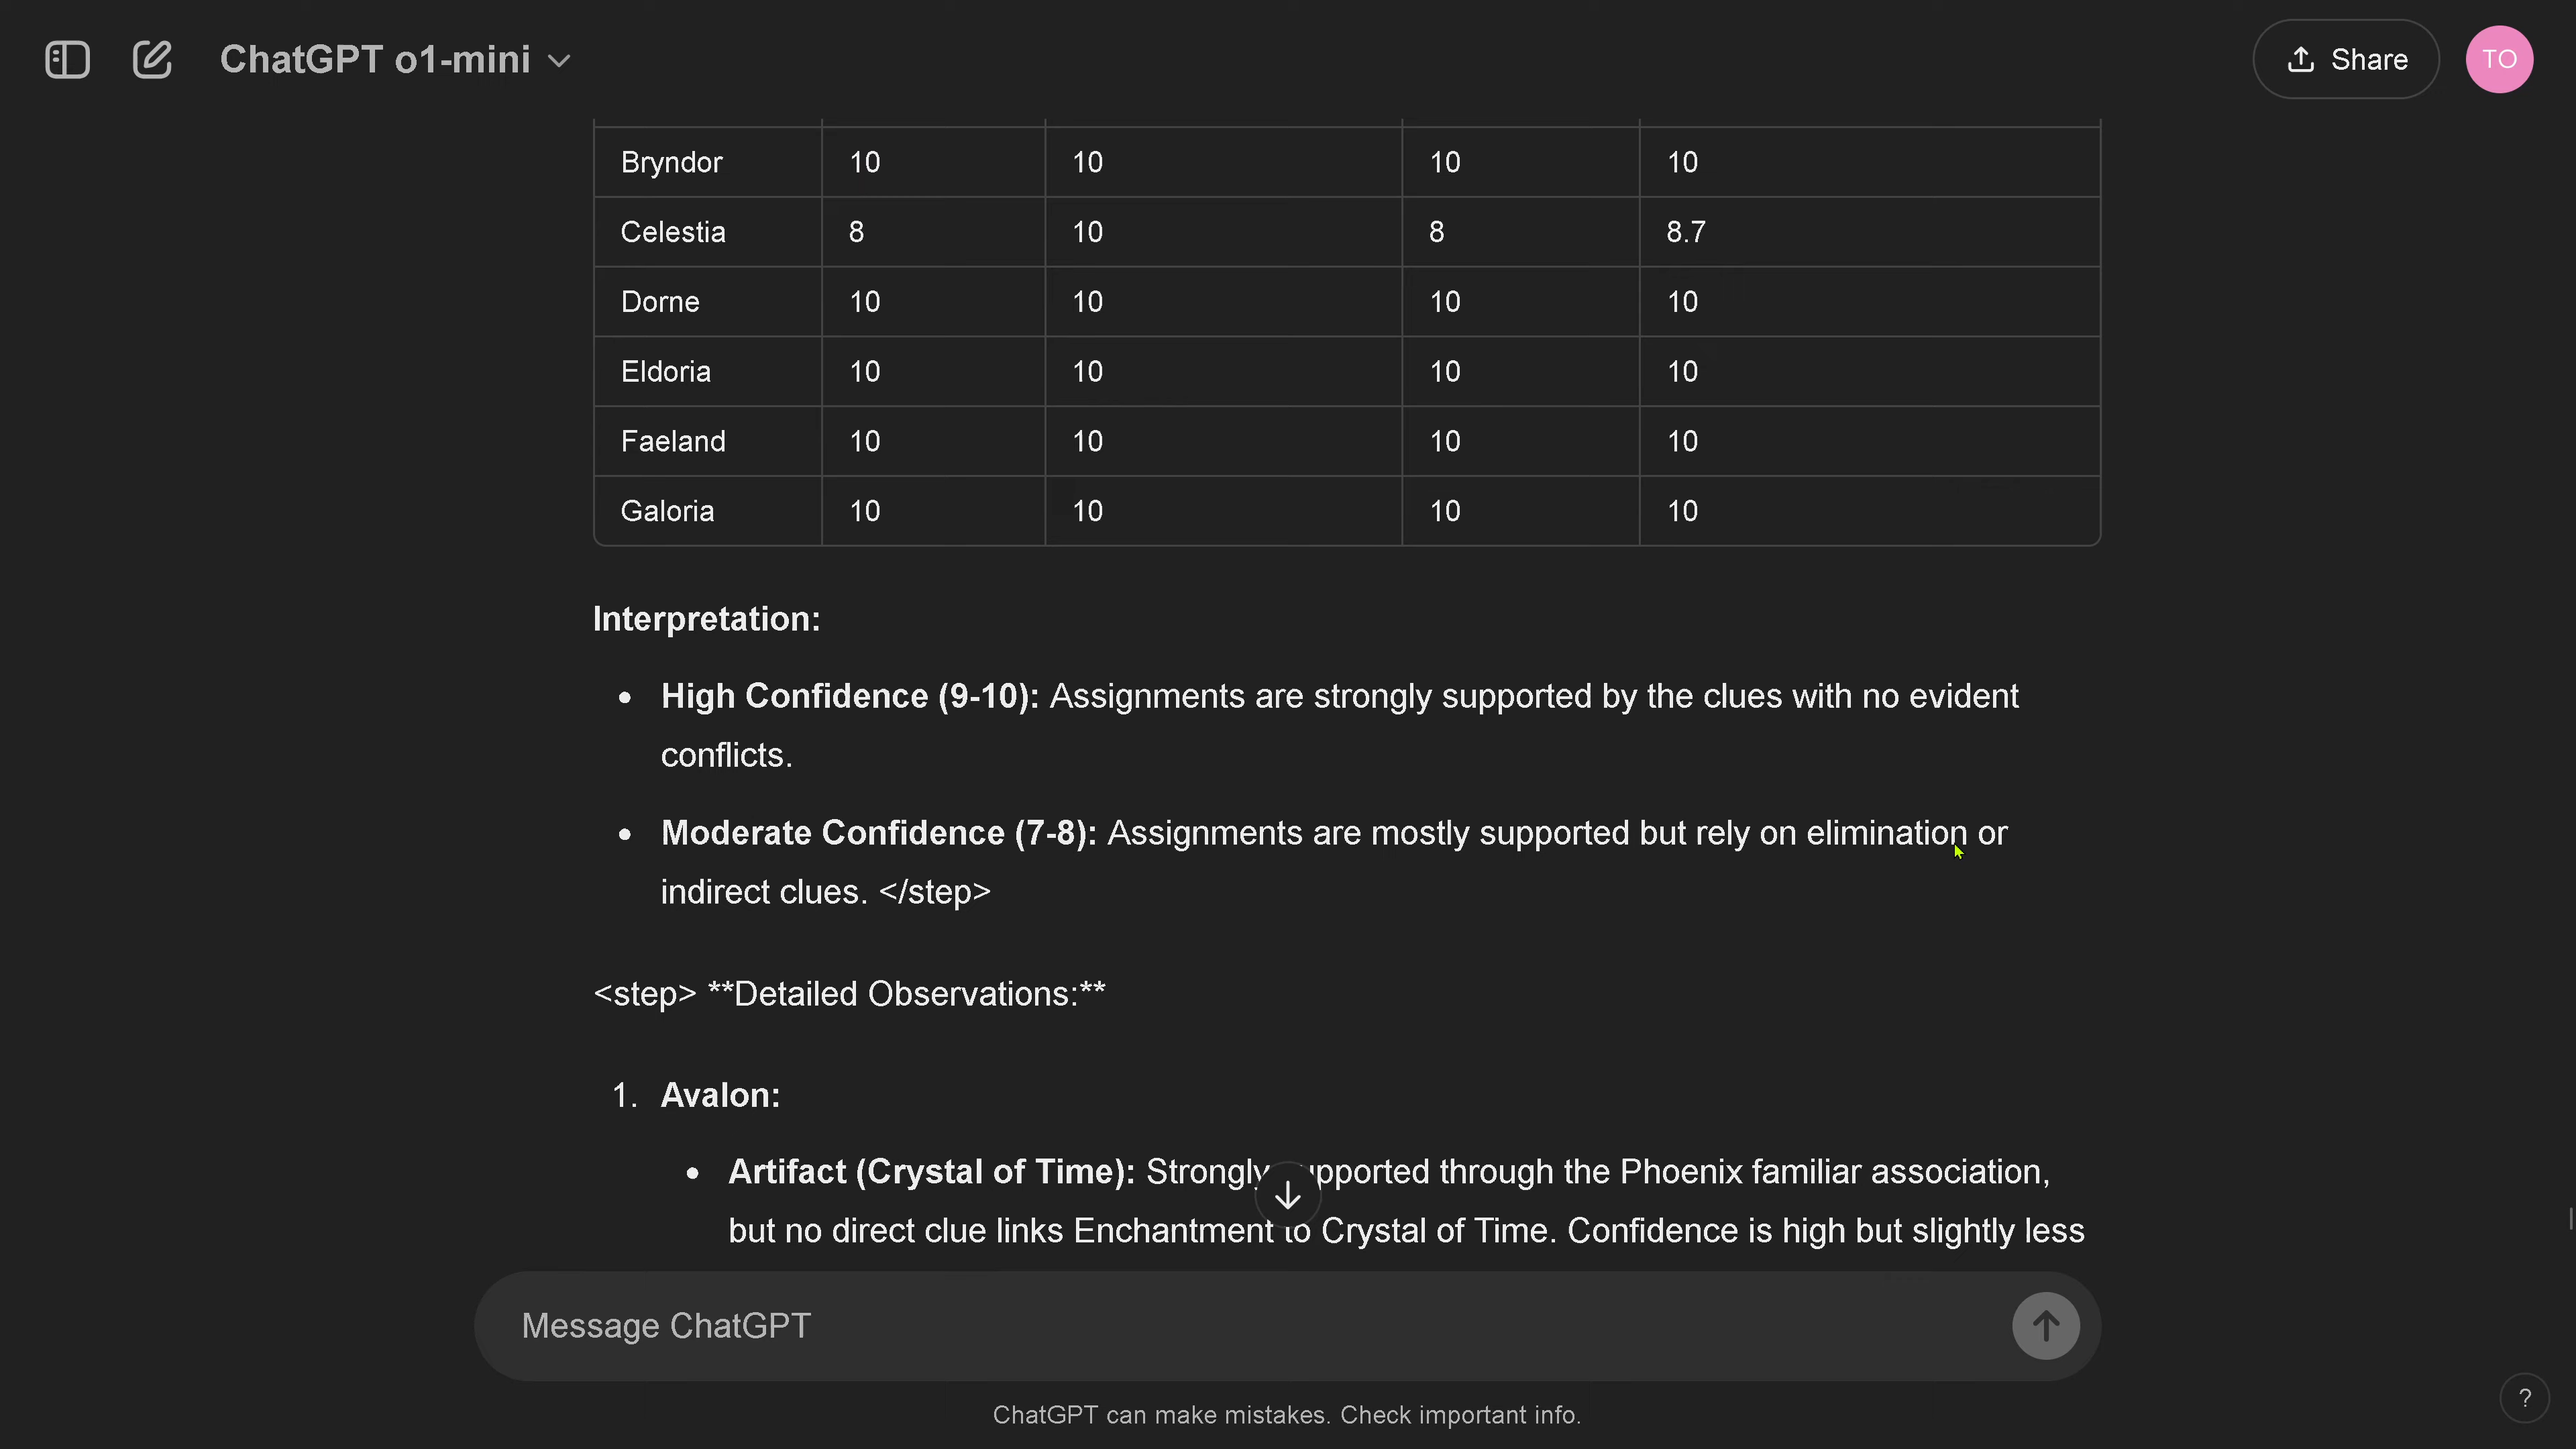 ChatGPT o1-mini
Share
TO
Bryndor 10 10 10 10
Celestia 8 10 8 8.7
Dorne 10 10 10 10
Eldoria 10 10 10 10
Faeland 10 10 10 10
Galoria 10 10 10 10
Interpretation:
• High Confidence (9-10): Assignments are strongly supported by the clues with no evident
conflicts.
• Moderate Confidence (7-8): Assignments are mostly supported but rely on elimination or
indirect clues. </step>
<step> **Detailed Observations:**
1. Avalon:
• Artifact (Crystal of Time): Strongly supported through the Phoenix familiar association,
but no direct clue links Enchantment to Crystal of Time. Confidence is high but slightly less
Message ChatGPT
ChatGPT can make mistakes. Check important info.
?